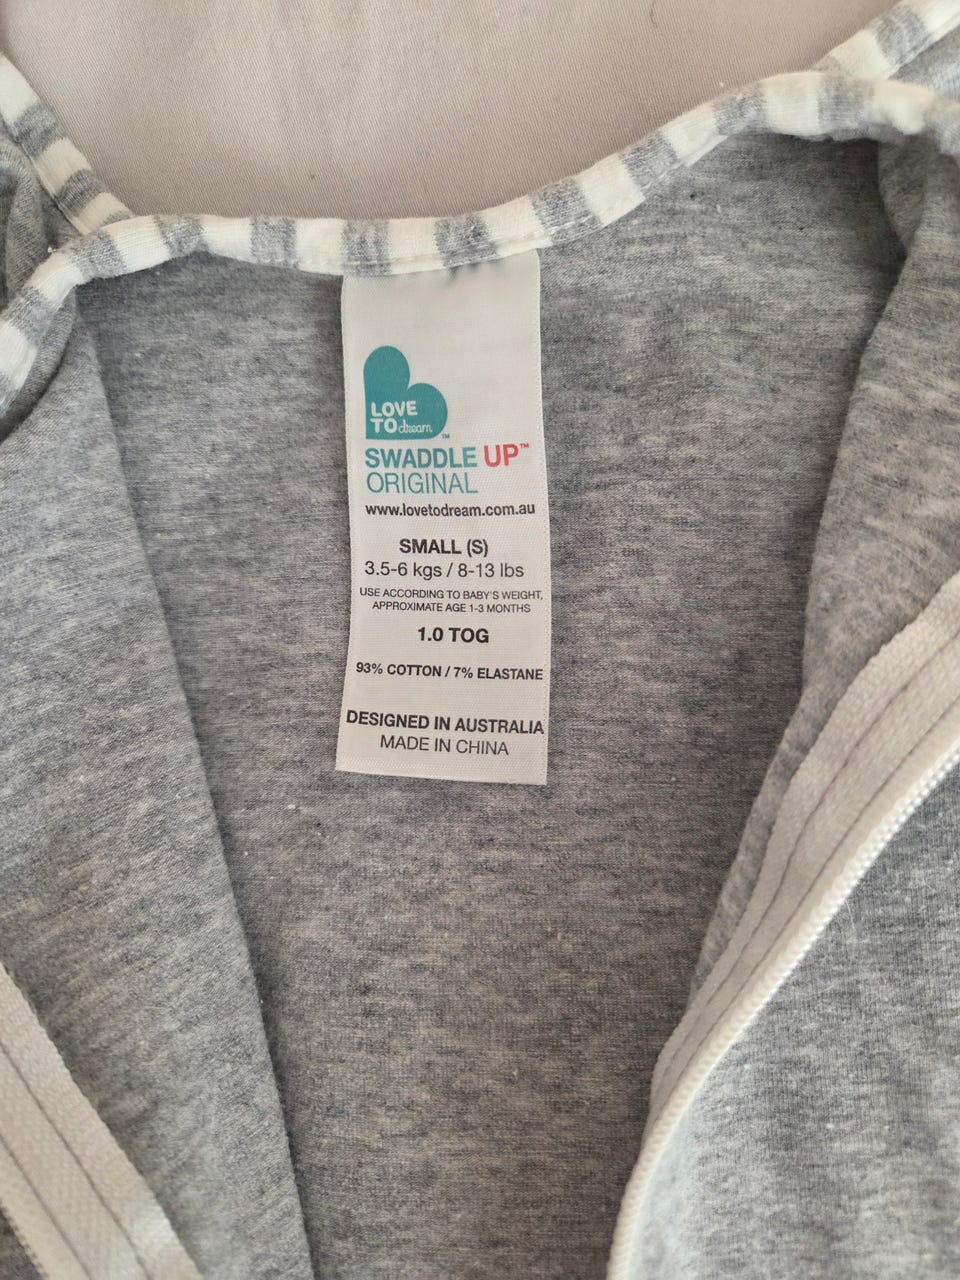 LOVE
TO dream™
SWADDLE UP™
ORIGINAL
www.lovetodream.com.au
SMALL (S)
3.5-6 kgs / 8-13 lbs
USE ACCORDING TO BABY'S WEIGHT,
APPROXIMATE AGE 1-3 MONTHS
1.0 TOG
93% COTTON / 7% ELASTANE
DESIGNED IN AUSTRALIA
MADE IN CHINA